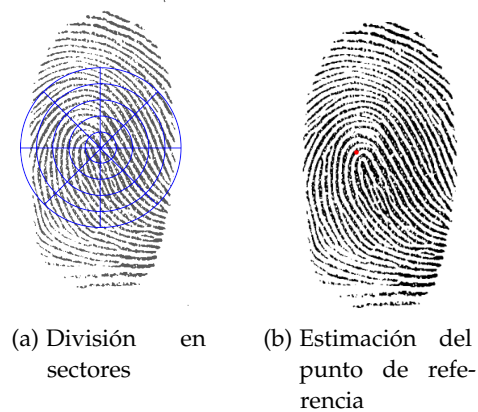 (a) División en
sectores
(b) Estimación del
punto de refe-
rencia